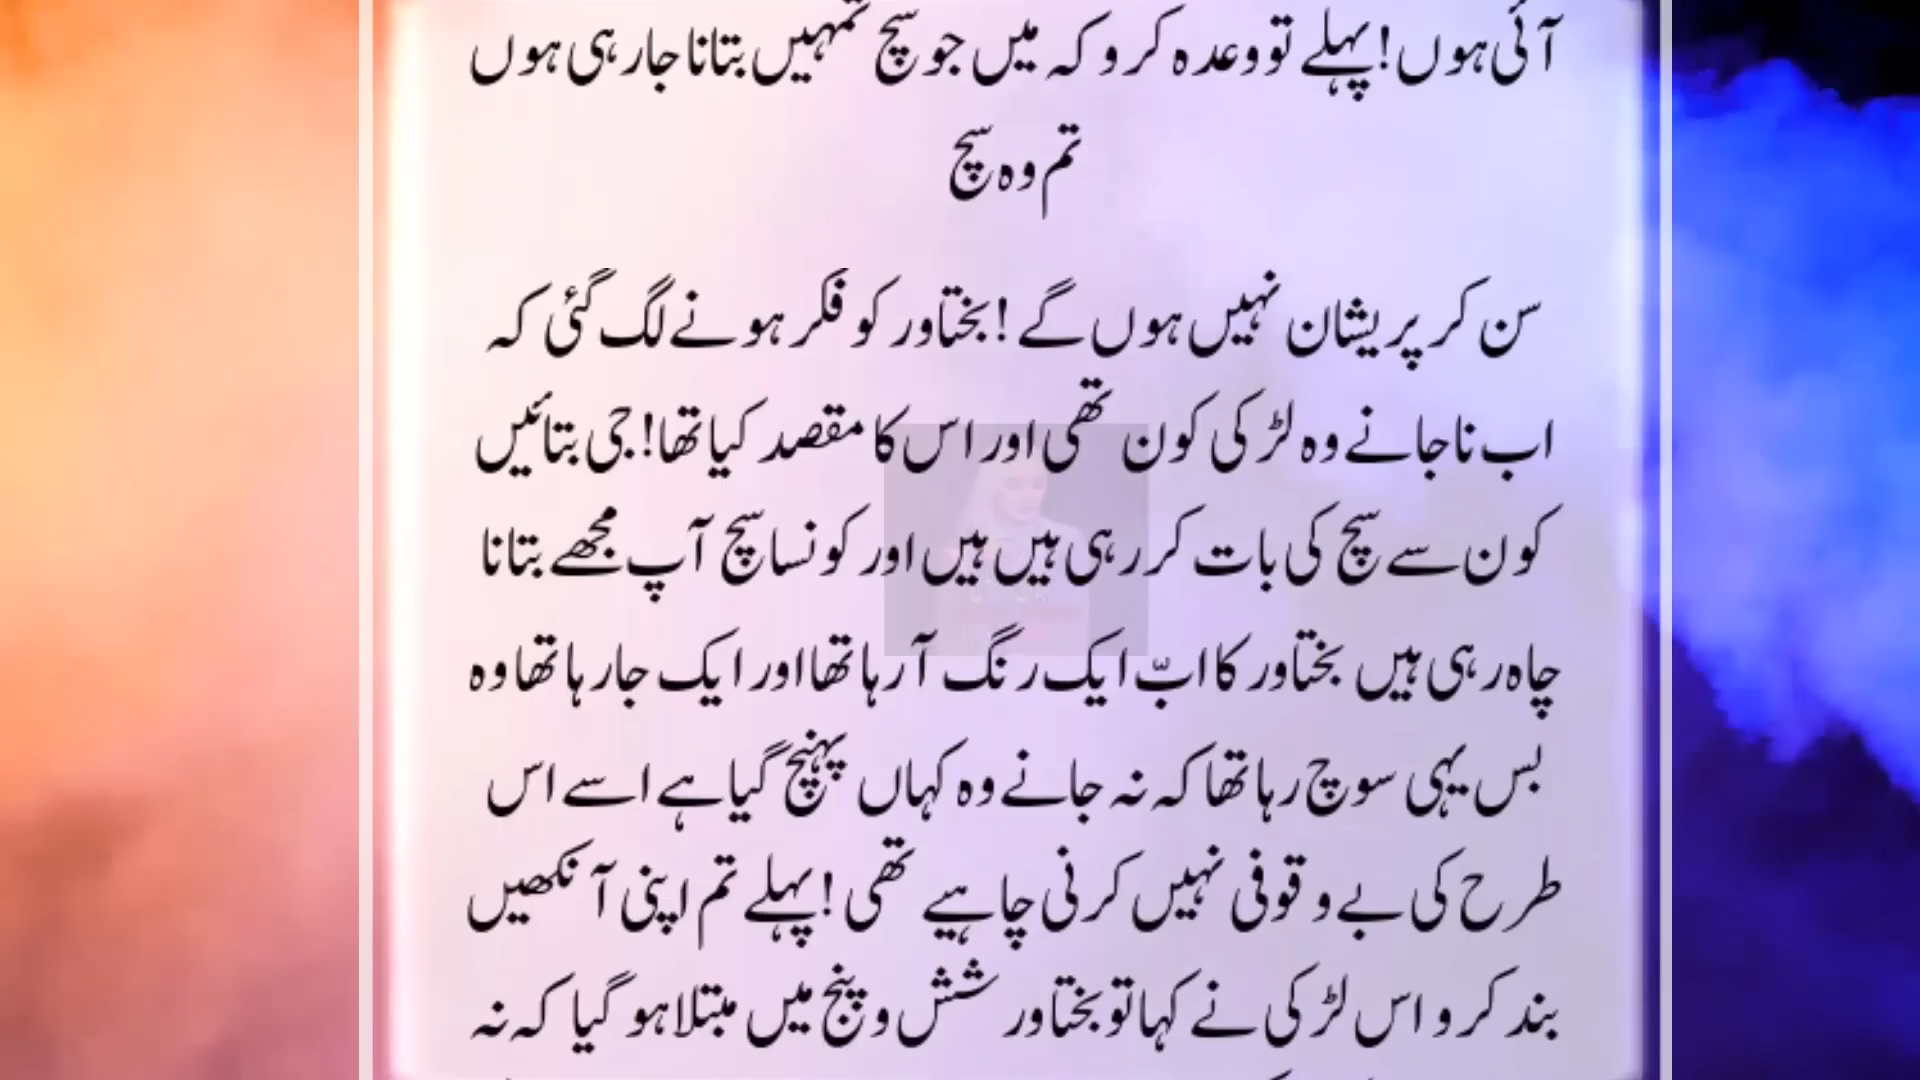 آئی ہوں! پہلے تو وعدہ کرو کہ میں جو سچ تمہیں بتانا جا رہی ہوں
تم وہ سچ
سن کر پریشان نہیں ہوں گے ! بختاور کو فکر ہونے لگ گئی کہ
اب نا جانے وہ لڑکی کون تھی اور اس کا مقصد کیا تھا! جی بتائیں
کون سے سچ کی بات کر رہی ہیں ہیں اور کونسا سچ آپ مجھے بتانا
چاہ رہی ہیں بختاور کا ابّ ایک رنگ آ رہا تھا اور ایک جا رہا تھا وہ
بس یہی سوچ رہا تھا کہ نہ جانے وہ کہاں پہنچ گیا ہے اسے اس
طرح کی بے وقوفی نہیں کرنی چاہیے تھی ! پہلے تم اپنی آنکھیں
بند کرو اس لڑکی نے کہا تو بختاور شش و پنج میں مبتلا ہو گیا کہ نہ